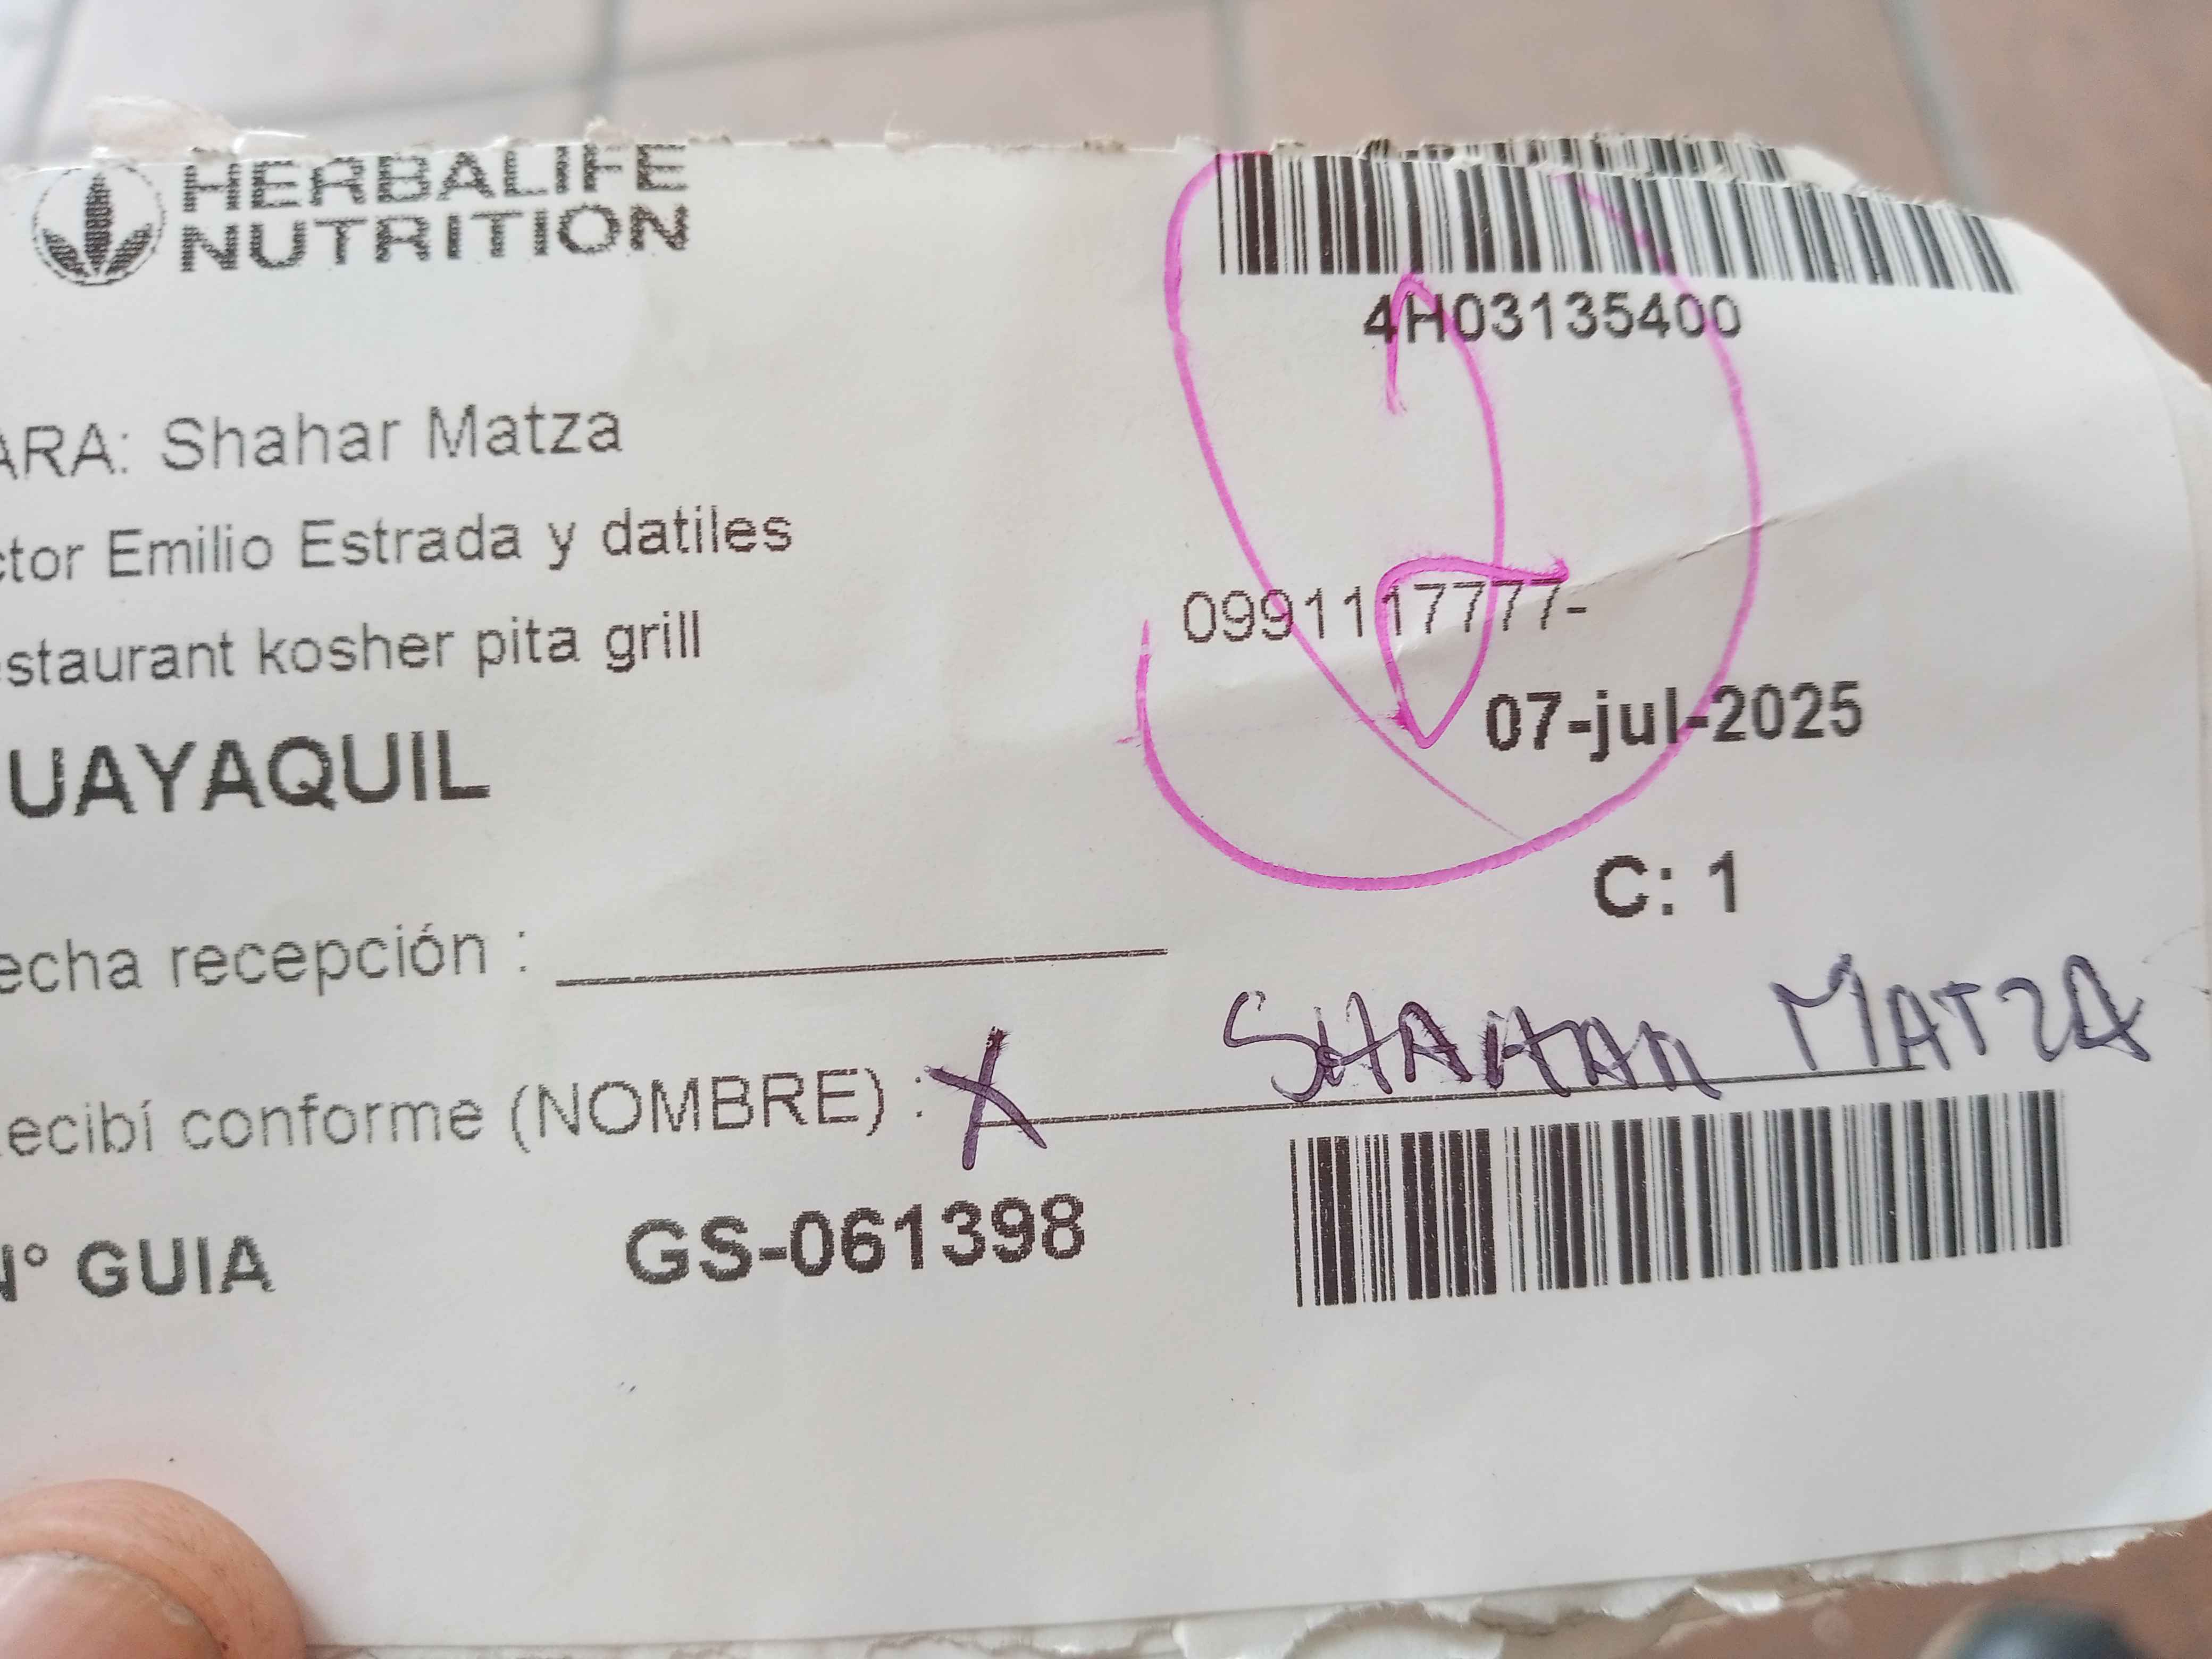 HERBALIFE
NUTRITION
4H03135400
ARA: Shahar Matza
ctor Emilio Estrada y datiles
estaurant kosher pita grill
0991117777-
UAYAQUIL
07-jul-2025
C: 1
echa recepción :
ecibí conforme (NOMBRE) : X SHAHAR MATZA
N° GUIA GS-061398